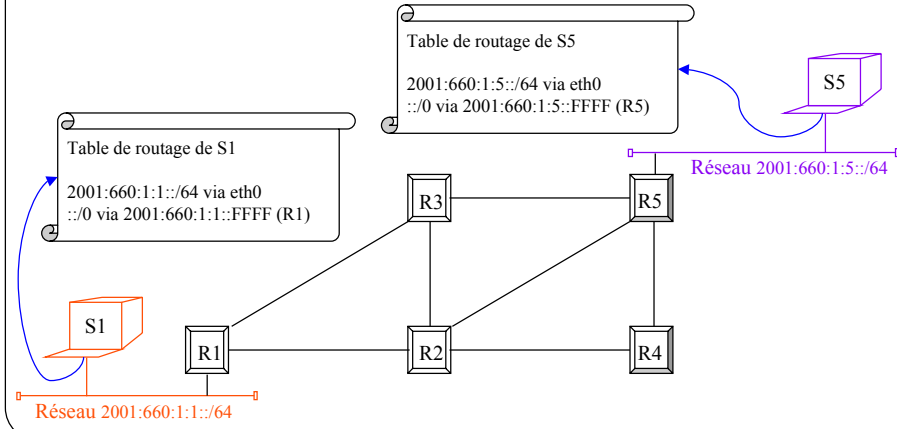 Table de routage de S5
2001:660:1:5::/64 via eth0
::/0 via 2001:660:1:5::FFFF (R5)
S5
Réseau 2001:660:1:5::/64
Table de routage de S1
2001:660:1:1::/64 via eth0
::/0 via 2001:660:1:1::FFFF (R1)
R3
R5
S1
R1
R2
R4
Réseau 2001:660:1:1::/64